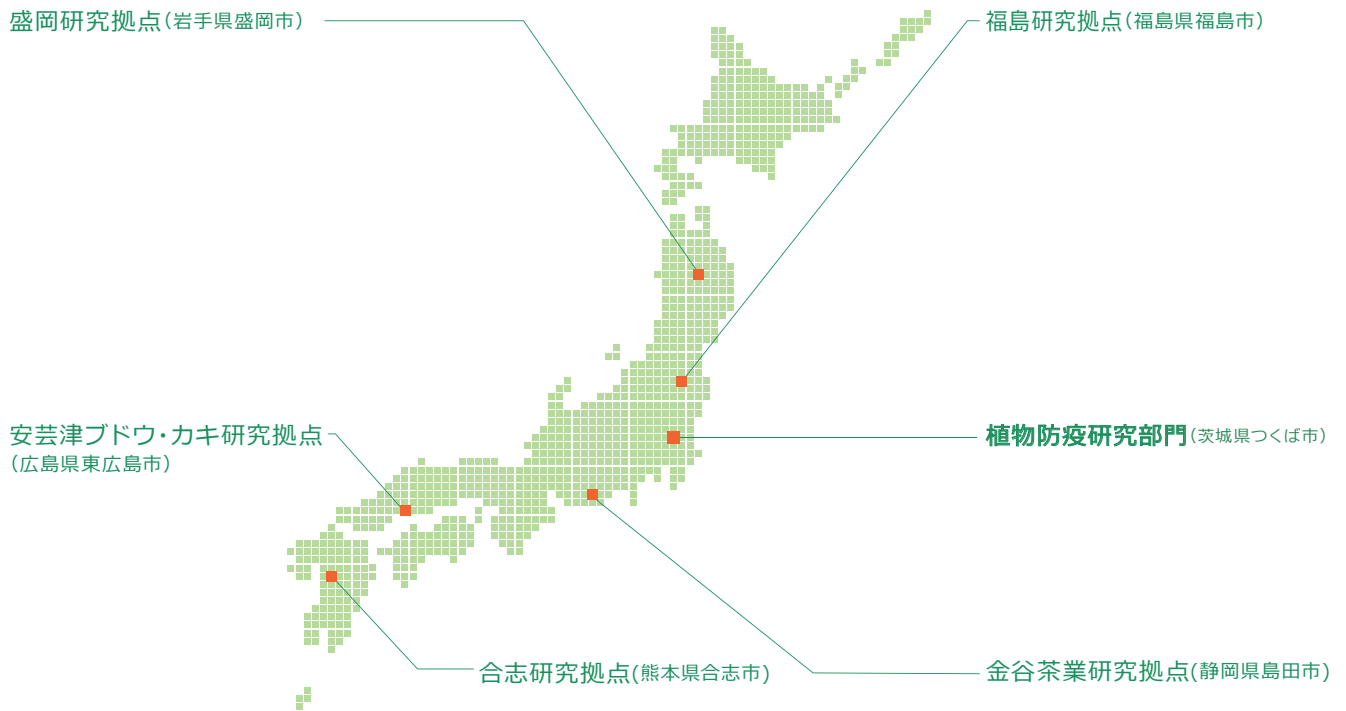 盛岡研究拠点(岩手県盛岡市)
福島研究拠点(福島県福島市)
安芸津ブドウ・カキ研究拠点
(広島県東広島市)
植物防疫研究部門(茨城県つくば市)
合志研究拠点(熊本県合志市)
金谷茶業研究拠点(静岡県島田市)